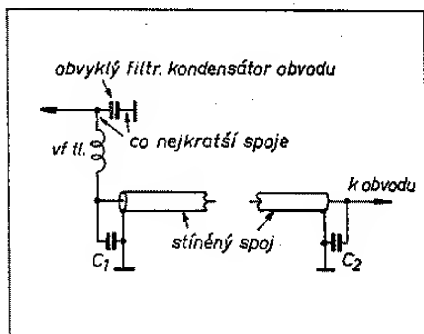 obvyklý filtr. kondensátor obvodu
co nejkratší spoje
vf tl.
k obvodu
stíněný spoj
C1
C2